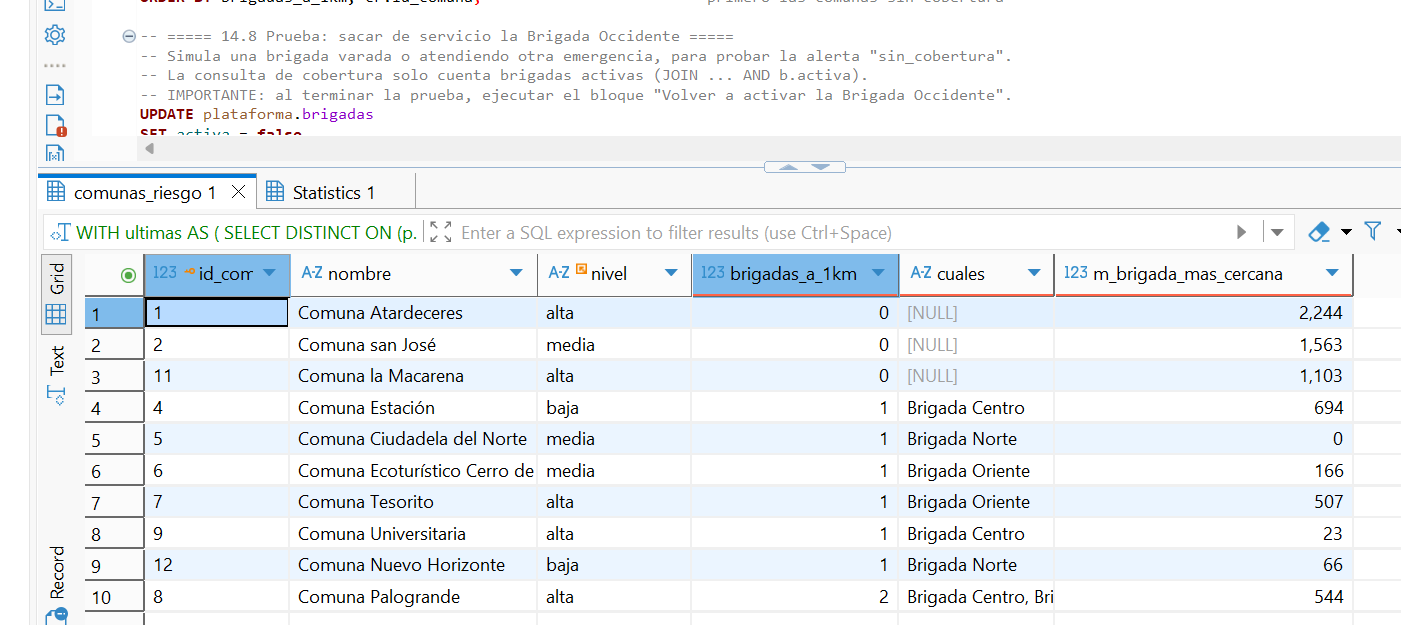 -- ===== 14.8 Prueba: sacar de servicio la Brigada Occidente =====
-- Simula una brigada varada o atendiendo otra emergencia, para probar la alerta "sin_cobertura".
-- La consulta de cobertura solo cuenta brigadas activas (JOIN ... AND b.activa).
-- IMPORTANTE: al terminar la prueba, ejecutar el bloque "Volver a activar la Brigada Occidente".
UPDATE plataforma.brigadas
SET activa = false
comunas_riesgo 1 Statistics 1
WITH ultimas AS ( SELECT DISTINCT ON (p. Enter a SQL expression to filter results (use Ctrl+Space)
Grid
Text
Record
123 id_com A-Z nombre A-Z nivel 123 brigadas_a_1km A-Z cuales 123 m_brigada_mas_cercana
1 1 Comuna Atardeceres alta 0 [NULL] 2,244
2 2 Comuna san José media 0 [NULL] 1,563
3 11 Comuna la Macarena alta 0 [NULL] 1,103
4 4 Comuna Estación baja 1 Brigada Centro 694
5 5 Comuna Ciudadela del Norte media 1 Brigada Norte 0
6 6 Comuna Ecoturístico Cerro de media 1 Brigada Oriente 166
7 7 Comuna Tesorito alta 1 Brigada Oriente 507
8 9 Comuna Universitaria alta 1 Brigada Centro 23
9 12 Comuna Nuevo Horizonte baja 1 Brigada Norte 66
10 8 Comuna Palogrande alta 2 Brigada Centro, Bri 544